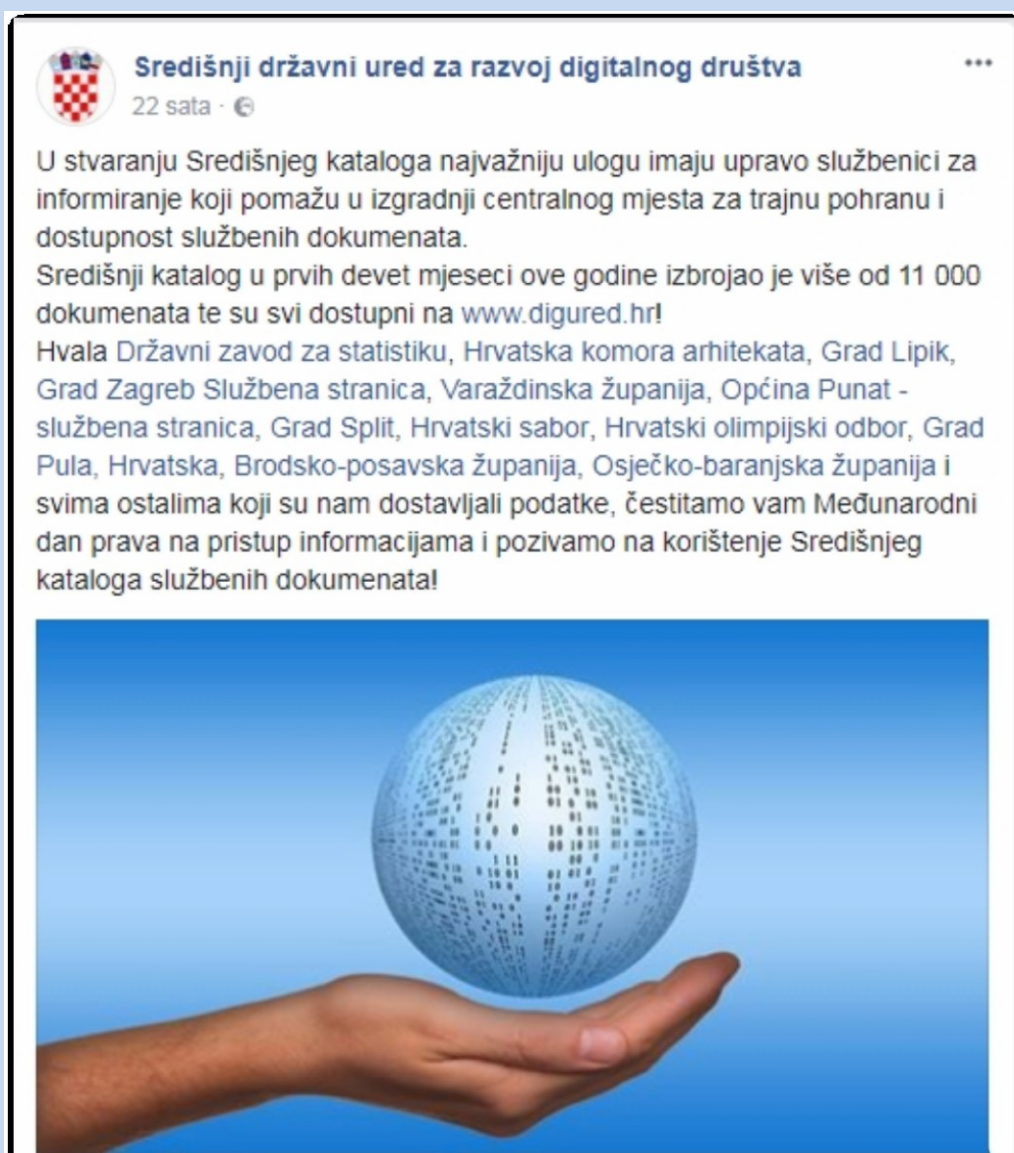 Središnji državni ured za razvoj digitalnog društva
22 sata ·
U stvaranju Središnjeg kataloga najvažniju ulogu imaju upravo službenici za
informiranje koji pomažu u izgradnji centralnog mjesta za trajnu pohranu i
dostupnost službenih dokumenata.
Središnji katalog u prvih devet mjeseci ove godine izbrojao je više od 11 000
dokumenata te su svi dostupni na www.digured.hr!
Hvala Državni zavod za statistiku, Hrvatska komora arhitekata, Grad Lipik,
Grad Zagreb Službena stranica, Varaždinska županija, Općina Punat -
službena stranica, Grad Split, Hrvatski sabor, Hrvatski olimpijski odbor, Grad
Pula, Hrvatska, Brodsko-posavska županija, Osječko-baranjska županija i
svima ostalima koji su nam dostavljali podatke, čestitamo vam Međunarodni
dan prava na pristup informacijama i pozivamo na korištenje Središnjeg
kataloga službenih dokumenata!